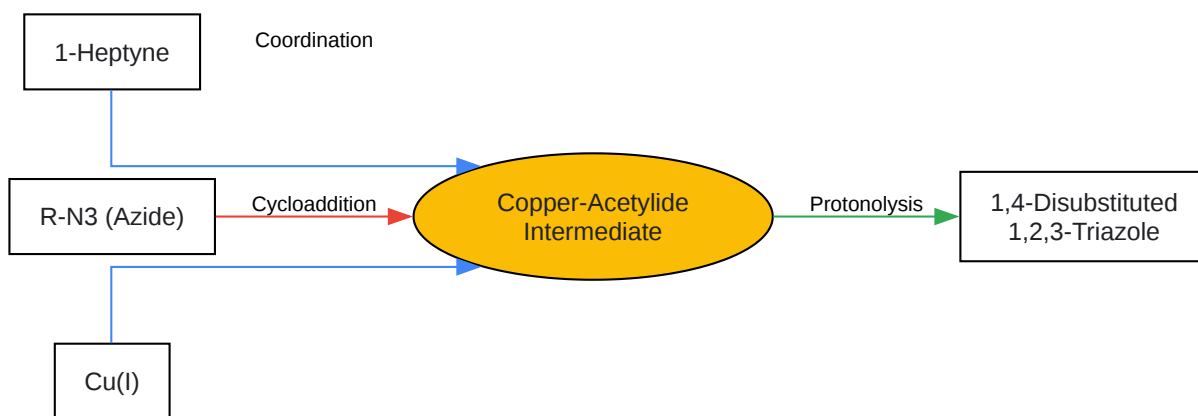 1-Heptyne
Coordination
R-N3 (Azide)
Cycloaddition
Copper-Acetylide
Intermediate
Protonolysis
1,4-Disubstituted
1,2,3-Triazole
Cu(I)